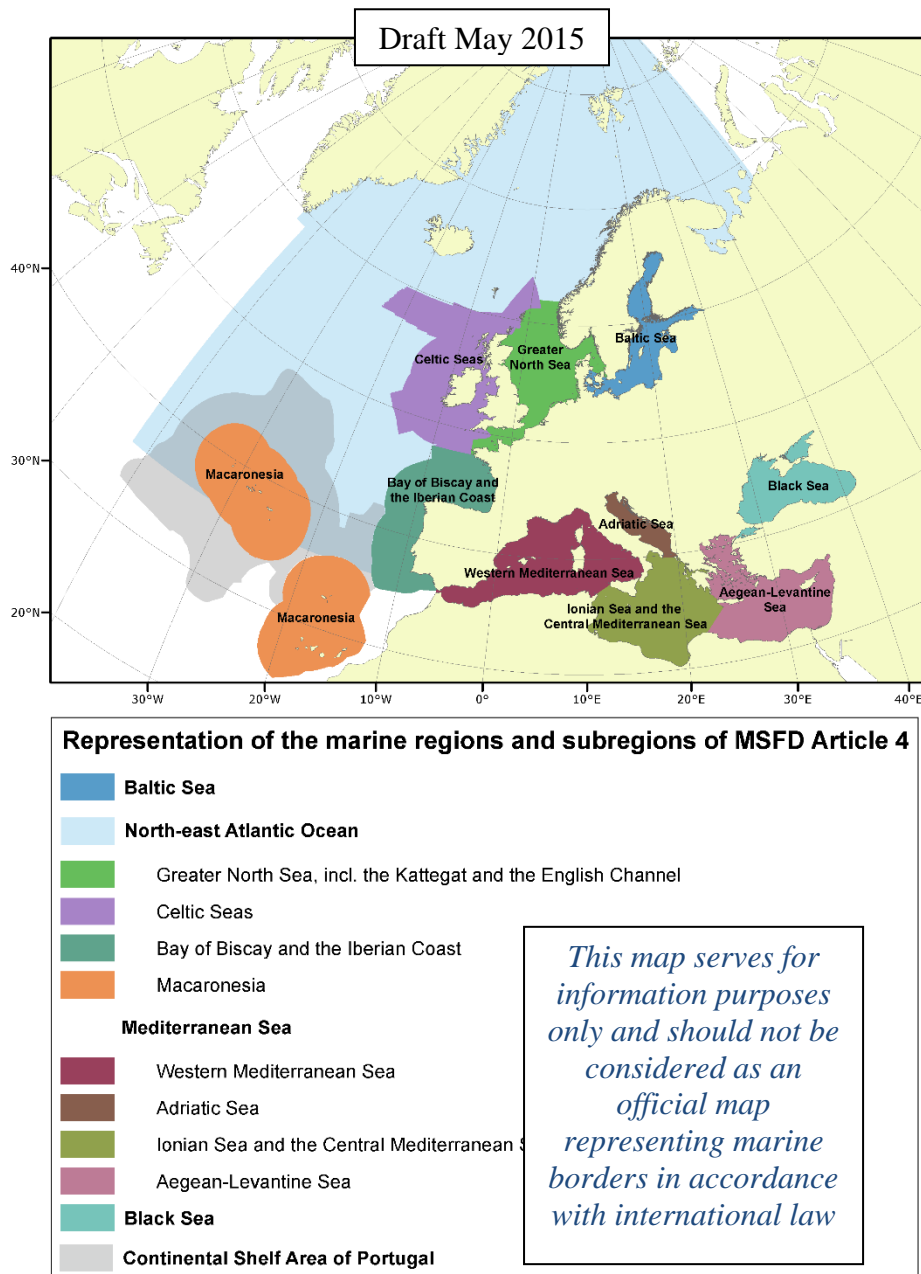 Draft May 2015
40°N
30°N
20°N
Celtic Seas
Greater
North Sea
Baltic Sea
Macaronesia
Bay of Biscay and
the Iberian Coast
Black Sea
Adriatic Sea
Western Mediterranean Sea
Aegean-Levantine
Sea
Ionian Sea and the
Central Mediterranean Sea
Macaronesia
30°W
20°W
10°W
0°
10°E
20°E
30°E
40°E
Representation of the marine regions and subregions of MSFD Article 4
Baltic Sea
North-east Atlantic Ocean
Greater North Sea, incl. the Kattegat and the English Channel
Celtic Seas
Bay of Biscay and the Iberian Coast
Macaronesia
Mediterranean Sea
Western Mediterranean Sea
Adriatic Sea
Ionian Sea and the Central Mediterranean
Aegean-Levantine Sea
Black Sea
Continental Shelf Area of Portugal
This map serves for
information purposes
only and should not be
considered as an
official map
representing marine
borders in accordance
with international law